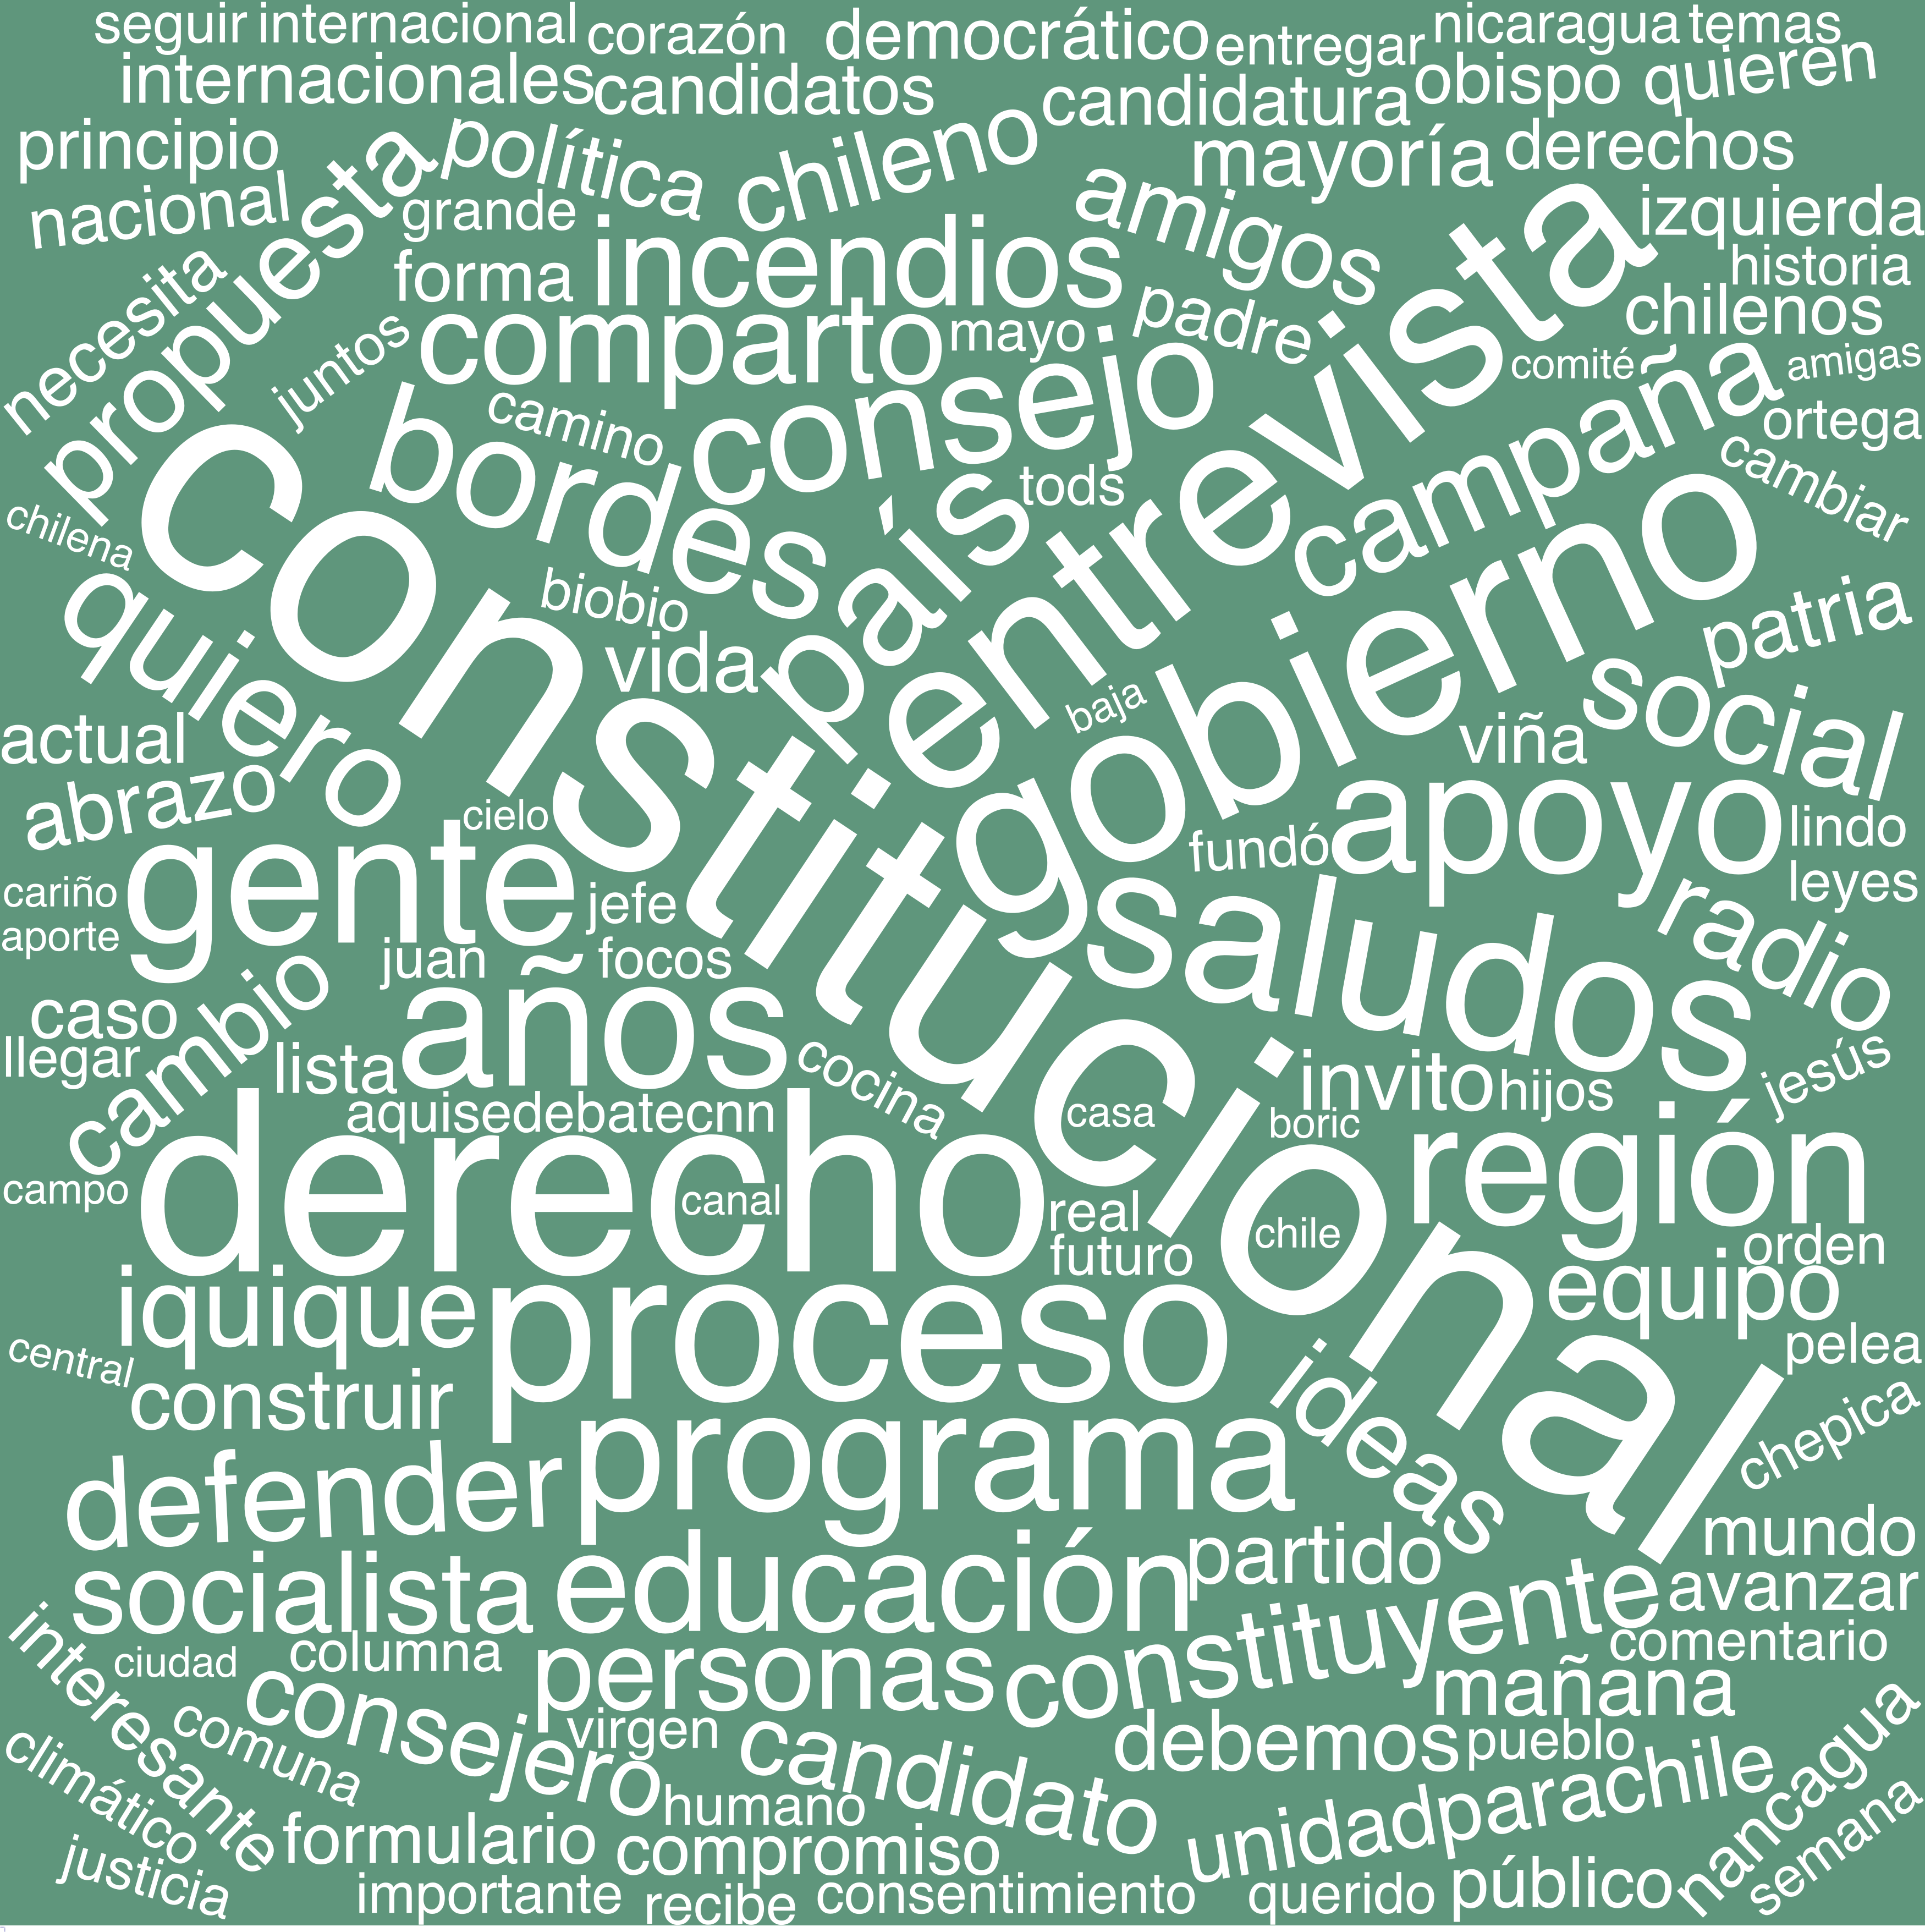 seguir internacional corazón democrático entregar nicaragua temas
internacionales candidatos candidatura obispo quieren
principio política chileno mayoría derechos
nacional propuesta grande amigos izquierda
forma incendios historia
necesita juntos comparto mayo padre entrevista chilenos
comité campaña amigas
camino consejo ortega
bordes tods cambiar
chilena constitucional país
quiero biobio gobierno patria
vida pen baja social
actual viña
abrazo cielo apoyo lindo
gente fundó leyes
cariño jefe saludos radio
aporte juan focos
caso cambio años
llegar lista cocina invito hijos jesús
aquisedebatecnn casa boric
derecho región
campo canal real chile
futuro orden
iquique proceso equipo
central pelea
construir ideas chepica
defender programa
partido mundo
socialista educación avanzar
interesante ciudad columna personas constituyente comentario
consejero mañana
climático comuna virgen candidato debemos pueblo
humano unidadparachile nancagua
formulario compromiso
justicia importante recibe consentimiento querido público semana